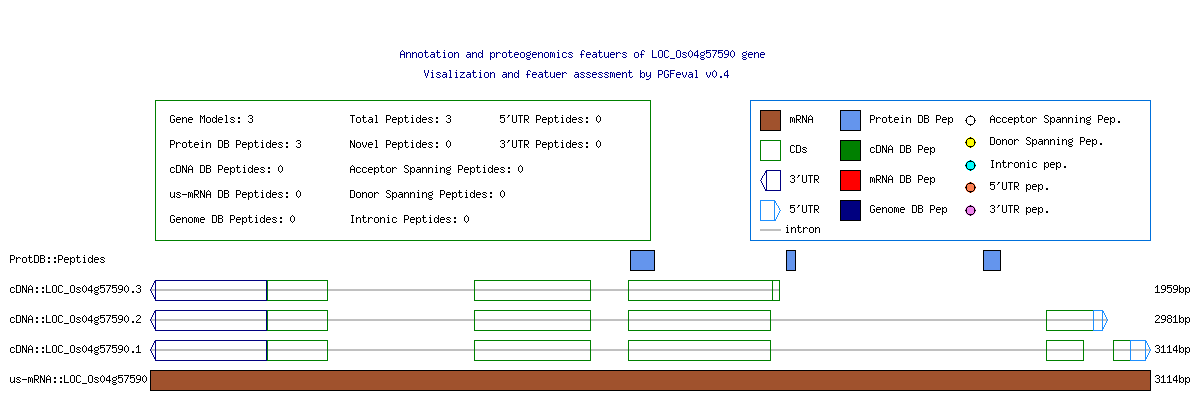 Annotation and proteogenomics featuers of LOC_Os04g57590 gene
Visalization and featuer assessment by PGFeval v0.4
Gene Models: 3 Total Peptides: 3 5'UTR Peptides: 0
Protein DB Peptides: 3 Novel Peptides: 0 3'UTR Peptides: 0
cDNA DB Peptides: 0 Acceptor Spanning Peptides: 0
us-mRNA DB Peptides: 0 Donor Spanning Peptides: 0
Genome DB Peptides: 0 Intronic Peptides: 0
mRNA Protein DB Pep Acceptor Spanning Pep.
CDs cDNA DB Pep Donor Spanning Pep.
3'UTR mRNA DB Pep Intronic pep.
5'UTR Genome DB Pep 5'UTR pep.
intron 3'UTR pep.
ProtDB::Peptides
cDNA::LOC_Os04g57590.3 1959bp
cDNA::LOC_Os04g57590.2 2981bp
cDNA::LOC_Os04g57590.1 3114bp
us-mRNA::LOC_Os04g57590 3114bp